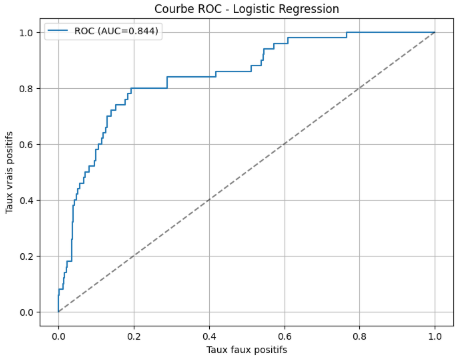 Courbe ROC - Logistic Regression
ROC (AUC=0.844)
Taux vrais positifs
1.0
0.8
0.6
0.4
0.2
0.0
0.0 0.2 0.4 0.6 0.8 1.0
Taux faux positifs